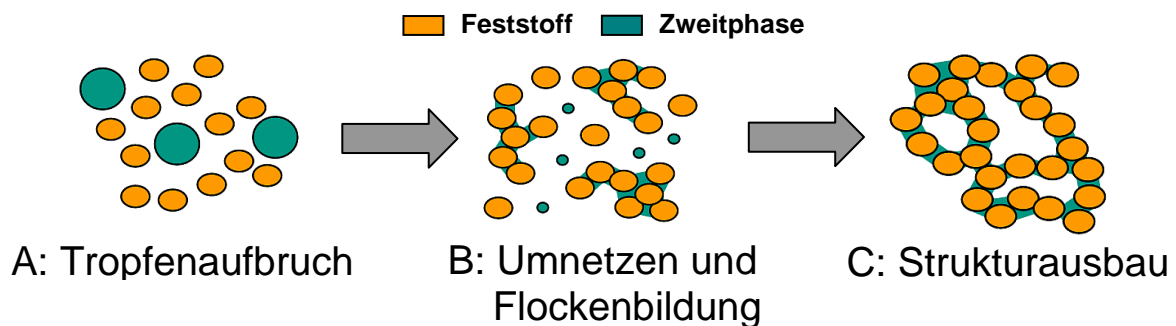 Feststoff Zweitphase
A: Tropfenaufbruch
B: Umnetzen und
Flockenbildung
C: Strukturausbau